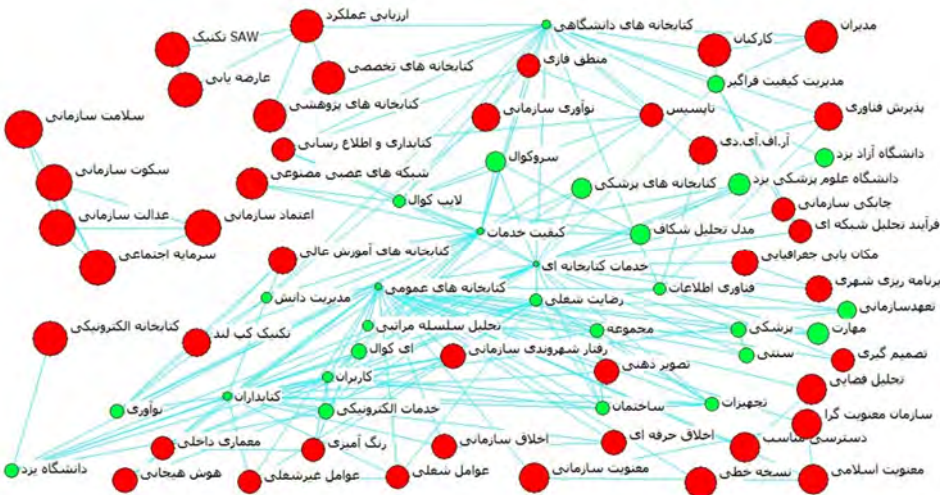 ارزیابی عملکرد
کتابخانه های دانشگاهی
کارکنان
مدیران
تکنیک SAW
منطق فازی
کتابخانه های تخصصی
عارضه یابی
مدیریت کیفیت فراگیر
کتابخانه های پژوهشی
نوآوری سازمانی
تاپسیس
پذیرش فناوری
سلامت سازمانی
کتابداری و اطلاع رسانی
آر.اف.آی.دی
دانشگاه آزاد یزد
سروکوال
سکوت سازمانی
شبکه های عصبی مصنوعی
کتابخانه های پزشکی
دانشگاه علوم پزشکی یزد
لایب کوال
چابکی سازمانی
عدالت سازمانی
اعتماد سازمانی
کیفیت خدمات
مدل تحلیل شکاف
فرآیند تحلیل شبکه ای
سرمایه اجتماعی
کتابخانه های آموزش عالی
خدمات کتابخانه ای
مکان یابی جغرافیایی
کتابخانه های عمومی
فناوری اطلاعات
برنامه ریزی شهری
مدیریت دانش
رضایت شغلی
تعهدسازمانی
کتابخانه الکترونیکی
تکنیک کپ لند
تحلیل سلسله مراتبی
مجموعه
پزشکی
مهارت
ای کوال
رفتار شهروندی سازمانی
سنتی
تصمیم گیری
کاربران
تصویر ذهنی
تحلیل فضایی
کتابداران
نوآوری
خدمات الکترونیکی
ساختمان
تجهیزات
سازمان معنویت گرا
معماری داخلی
رنگ آمیزی
اخلاق سازمانی
اخلاق حرفه ای
دسترسی مناسب
دانشگاه یزد
هوش هیجانی
عوامل غیرشغلی
عوامل شغلی
معنویت سازمانی
نسخه خطی
معنویت اسلامی